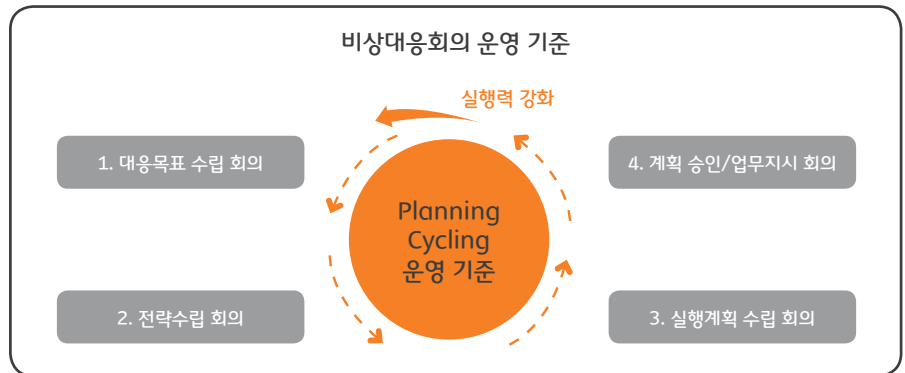 비상대응회의 운영 기준
실행력 강화
1. 대응목표 수립 회의
4. 계획 승인/업무지시 회의
Planning
Cycling
운영 기준
2. 전략수립 회의
3. 실행계획 수립 회의